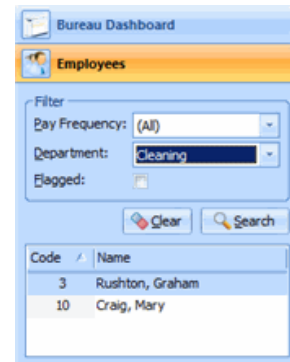 Bureau Dashboard
Employees
Filter
Pay Frequency: (All)
Department: Cleaning
Flagged:
Clear Search
Code Name
3 Rushton, Graham
10 Craig, Mary